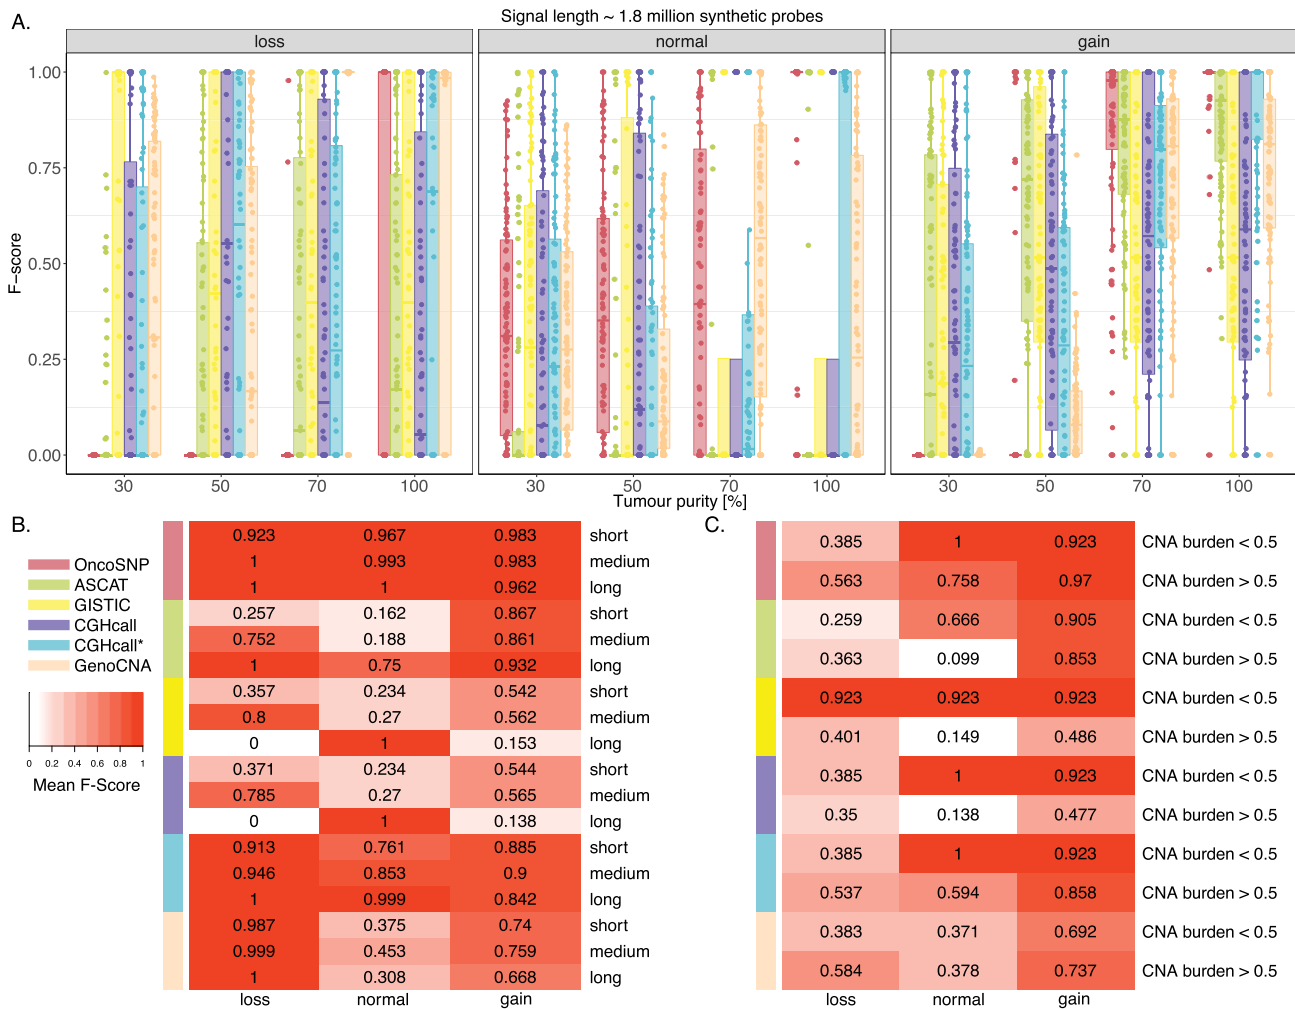 A.
Signal length ~ 1.8 million synthetic probes
loss normal gain
F−score
1.00
0.75
0.50
0.25
0.00
30 50 70 100 30 50 70 100 30 50 70 100
Tumour purity [%]
B.
OncoSNP
ASCAT
GISTIC
CGHcall
CGHcall*
GenoCNA
0 0.2 0.4 0.6 0.8 1
Mean F-Score
0.923 0.967 0.983 short
1 0.993 0.983 medium
1 1 0.962 long
0.257 0.162 0.867 short
0.752 0.188 0.861 medium
1 0.75 0.932 long
0.357 0.234 0.542 short
0.8 0.27 0.562 medium
0 1 0.153 long
0.371 0.234 0.544 short
0.785 0.27 0.565 medium
0 1 0.138 long
0.913 0.761 0.885 short
0.946 0.853 0.9 medium
1 0.999 0.842 long
0.987 0.375 0.74 short
0.999 0.453 0.759 medium
1 0.308 0.668 long
loss normal gain
C.
0.385 1 0.923 CNA burden < 0.5
0.563 0.758 0.97 CNA burden > 0.5
0.259 0.666 0.905 CNA burden < 0.5
0.363 0.099 0.853 CNA burden > 0.5
0.923 0.923 0.923 CNA burden < 0.5
0.401 0.149 0.486 CNA burden > 0.5
0.385 1 0.923 CNA burden < 0.5
0.35 0.138 0.477 CNA burden > 0.5
0.385 1 0.923 CNA burden < 0.5
0.537 0.594 0.858 CNA burden > 0.5
0.383 0.371 0.692 CNA burden < 0.5
0.584 0.378 0.737 CNA burden > 0.5
loss normal gain